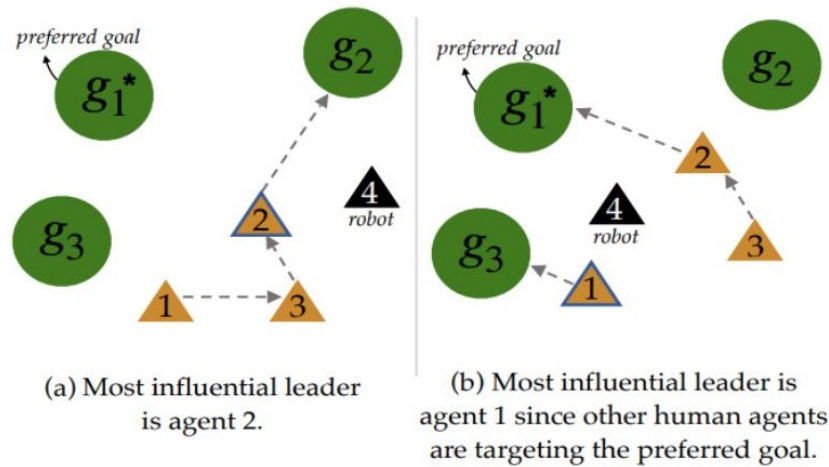 preferred goal
g1*
g2
g3
2
4
robot
1
3
(a) Most influential leader
is agent 2.
preferred goal
g1*
g2
2
4
robot
3
g3
1
(b) Most influential leader is
agent 1 since other human agents
are targeting the preferred goal.